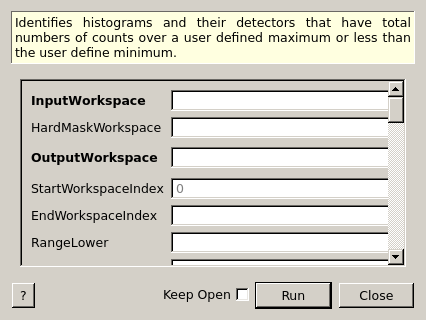 Identifies histograms and their detectors that have total
numbers of counts over a user defined maximum or less than
the user define minimum.
InputWorkspace
HardMaskWorkspace
OutputWorkspace
StartWorkspaceIndex 0
EndWorkspaceIndex
RangeLower
? Keep Open Run Close